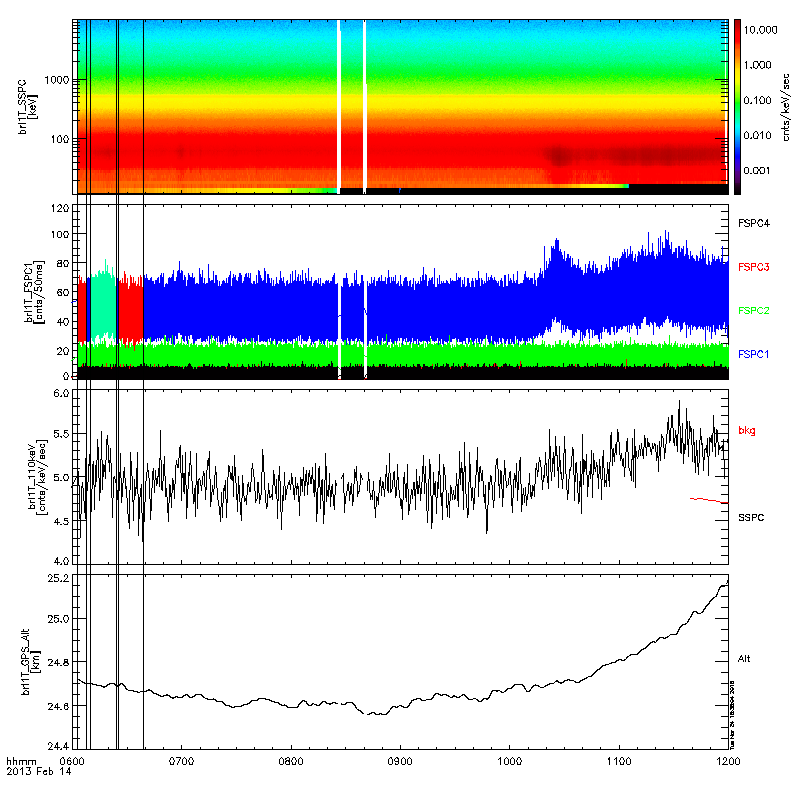 brl1T_SSPC
[keV]
1000
100
10.000
1.000
0.100
0.010
0.001
cnts/keV/sec
brl1T_FSPC1
[cnts/50ms]
120
100
80
60
40
20
0
FSPC4
FSPC3
FSPC2
FSPC1
brl1T_110keV
[cnts/keV/sec]
6.0
5.5
5.0
4.5
4.0
bkg
SSPC
brl1T_GPS_Alt
[km]
25.2
25.0
24.8
24.6
24.4
Alt
hhmm
0600 0700 0800 0900 1000 1100 1200
2013 Feb 14